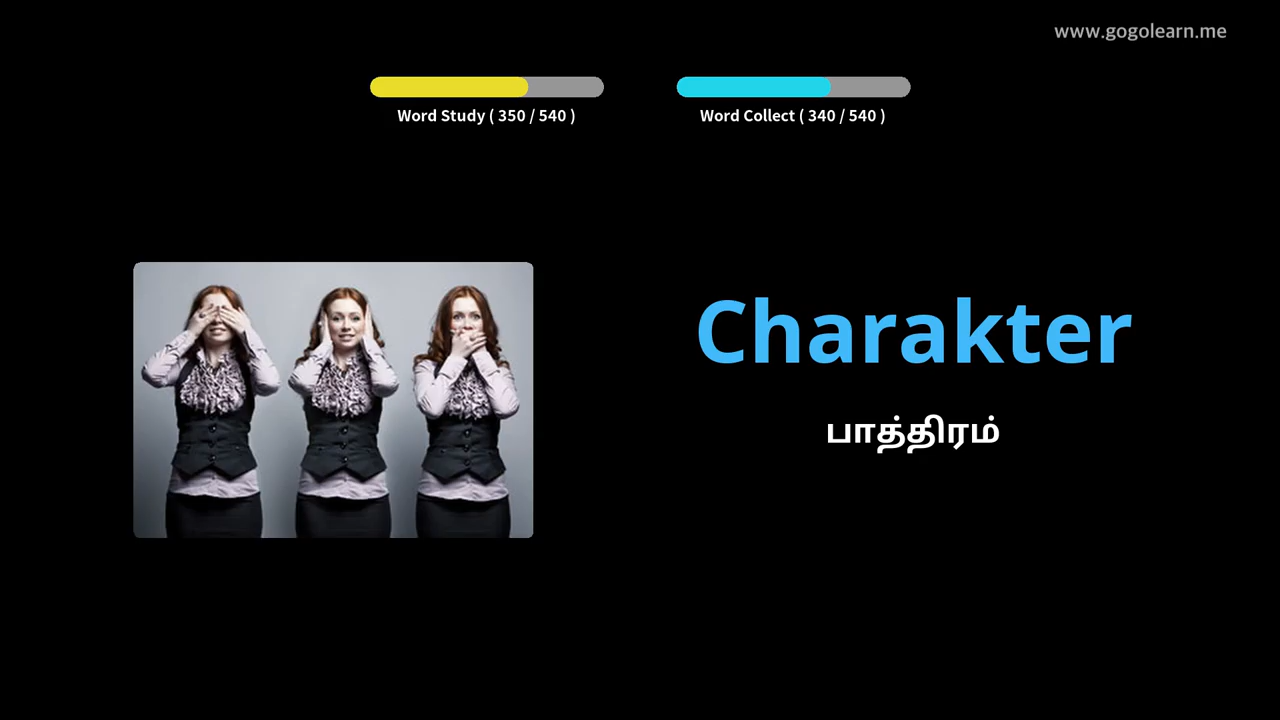 www.gogolearn.me
Word Study ( 350 / 540 )
Word Collect ( 340 / 540 )
Charakter
பாத்திரம்